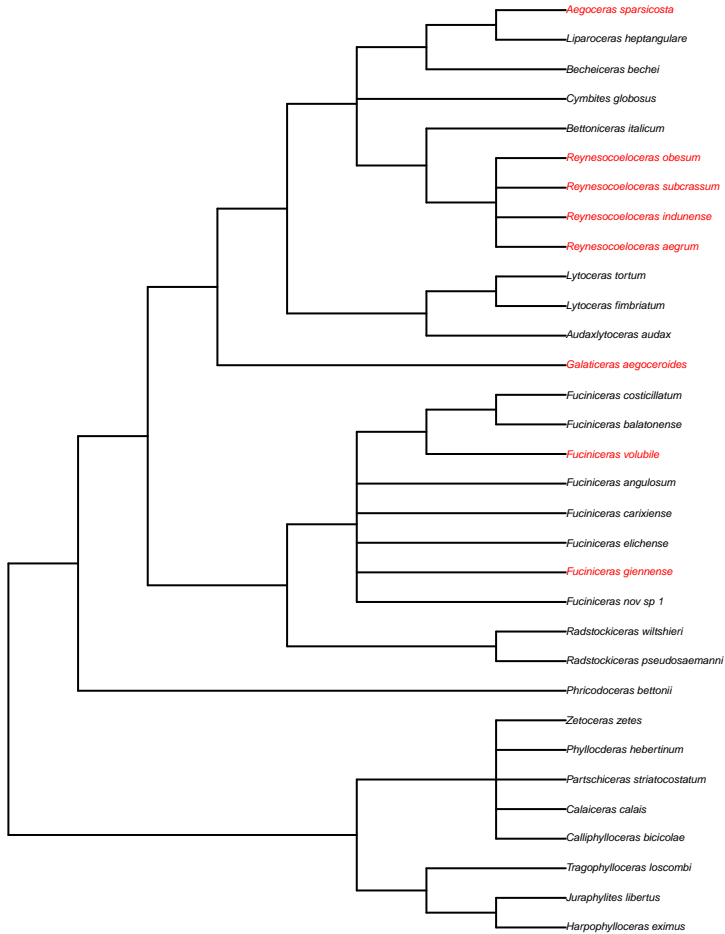 Aegoceras sparsicosta
Liparoceras heptangulare
Becheiceras bechei
Cymbites globosus
Bettoniceras italicum
Reynesocoeloceras obesum
Reynesocoeloceras subcrassum
Reynesocoeloceras indunense
Reynesocoeloceras aegrum
Lytoceras tortum
Lytoceras fimbriatum
Audaxlytoceras audax
Galaticeras aegoceroides
Fuciniceras costicillatum
Fuciniceras balatonense
Fuciniceras volubile
Fuciniceras angulosum
Fuciniceras carixiense
Fuciniceras elichense
Fuciniceras giennense
Fuciniceras nov sp 1
Radstockiceras wiltshieri
Radstockiceras pseudosaemanni
Phricodoceras bettonii
Zetoceras zetes
Phyllocderas hebertinum
Partschiceras striatocostatum
Calaiceras calais
Calliphylloceras bicicolae
Tragophylloceras loscombi
Juraphylites libertus
Harpophylloceras eximus